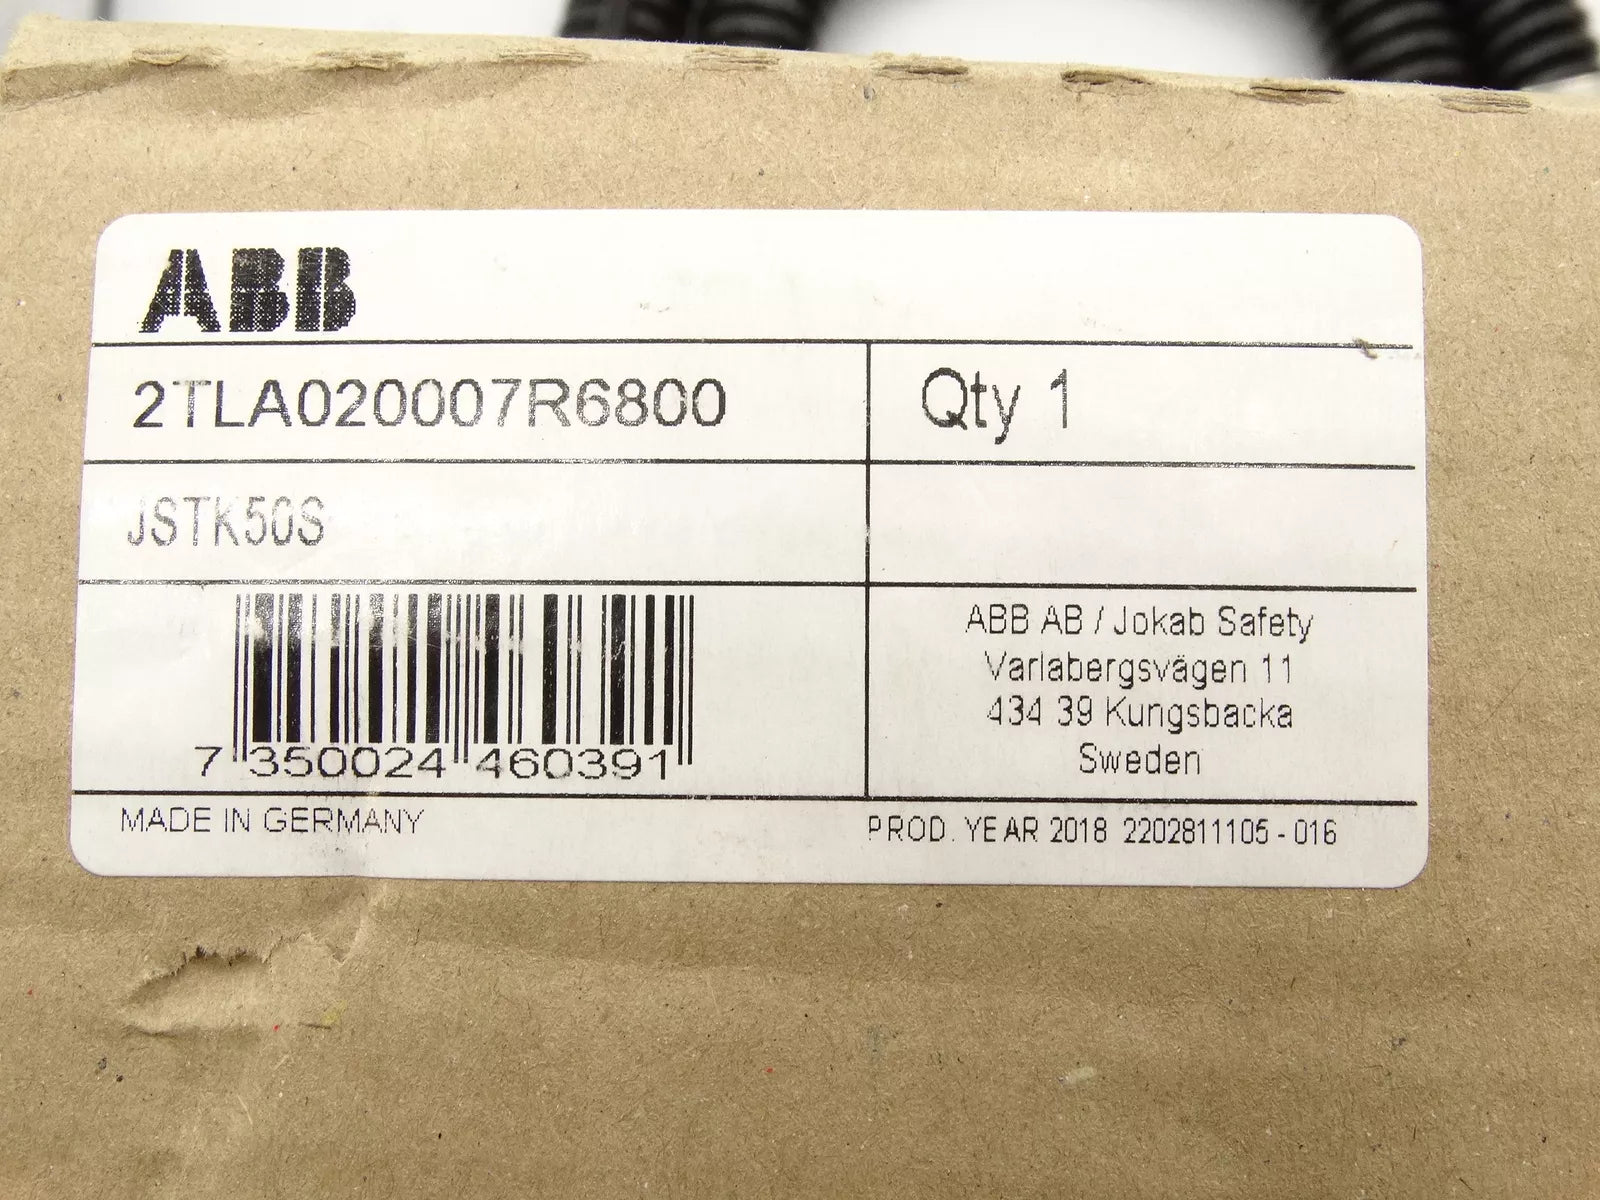 ABB
2TLA020007R6800
Qty 1
JSTK50S
ABB AB / Jokab Safety
Varlabergsvägen 11
434 39 Kungsbacka
Sweden
7 350024 460391
MADE IN GERMANY
PROD. YEAR 2018 2202811105 - 016